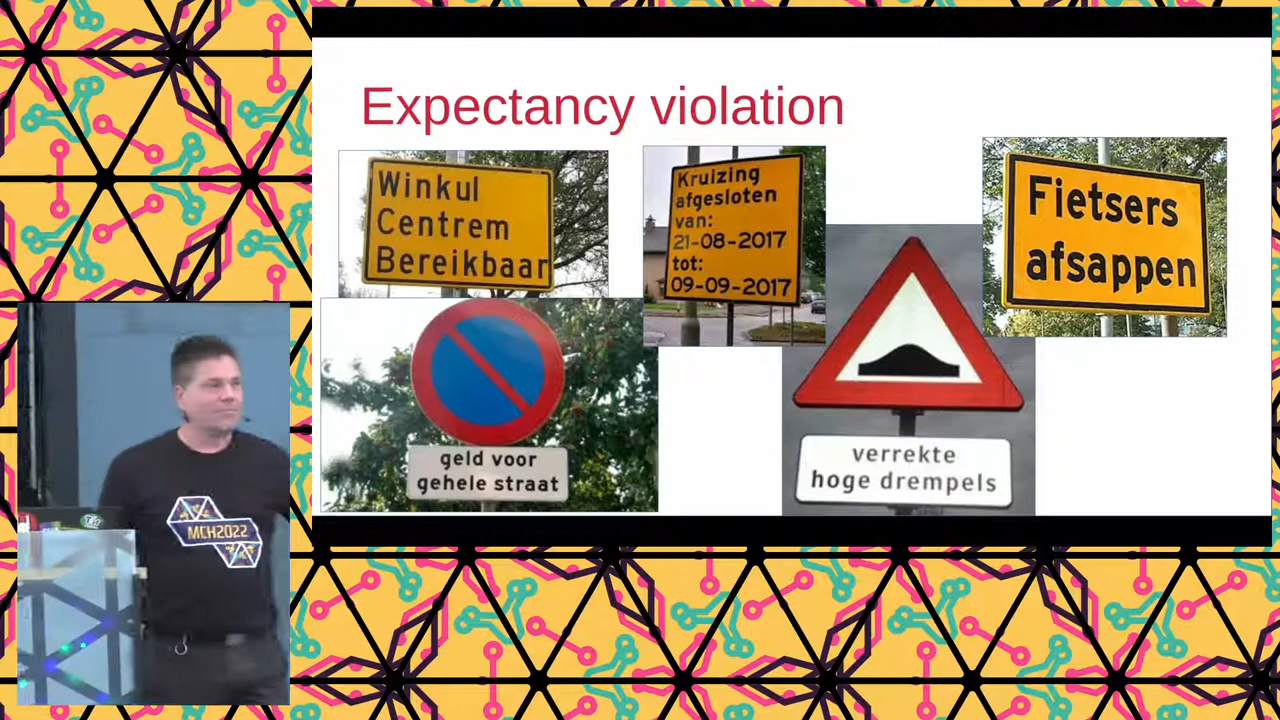 Expectancy violation
Winkul
Centrem
Bereikbaar
Kruizing
afgesloten
van:
21-08-2017
tot:
09-09-2017
Fietsers
afsappen
geld voor
gehele straat
verrekte
hoge drempels
MCH2022